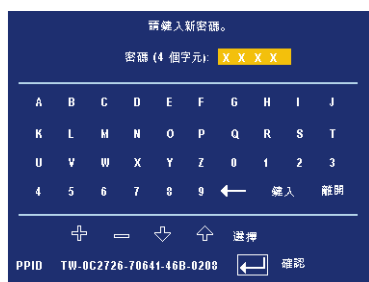 請鍵入新密碼。
密碼 (4 個字元): X X X X
A B C D E F G H I J
K L M N O P Q R S T
U V W X Y Z 0 1 2 3
4 5 6 7 8 9 ← 鍵入 離開
選擇
PPID TW-0C2726-70641-46B-0208 確認